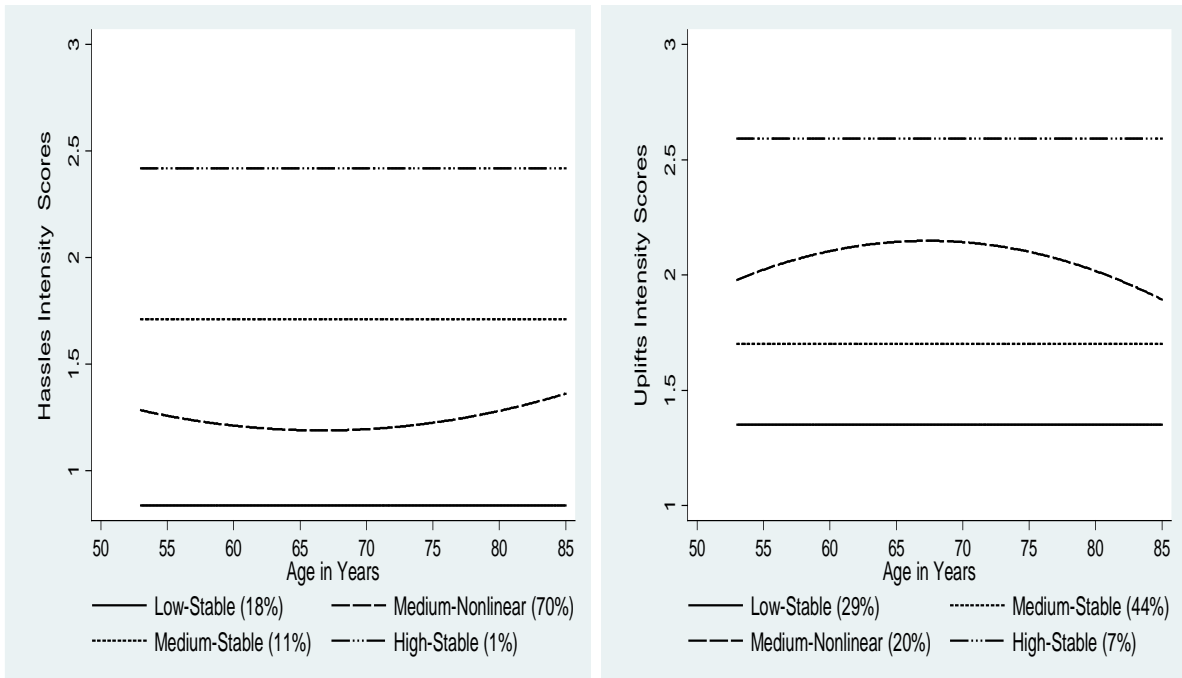 Hassles Intensity Scores
3
2.5
2
1.5
1
50 55 60 65 70 75 80 85
Age in Years
Low-Stable (18%) Medium-Nonlinear (70%)
Medium-Stable (11%) High-Stable (1%)
Uplifts Intensity Scores
3
2.5
2
1.5
1
50 55 60 65 70 75 80 85
Age in Years
Low-Stable (29%) Medium-Stable (44%)
Medium-Nonlinear (20%) High-Stable (7%)